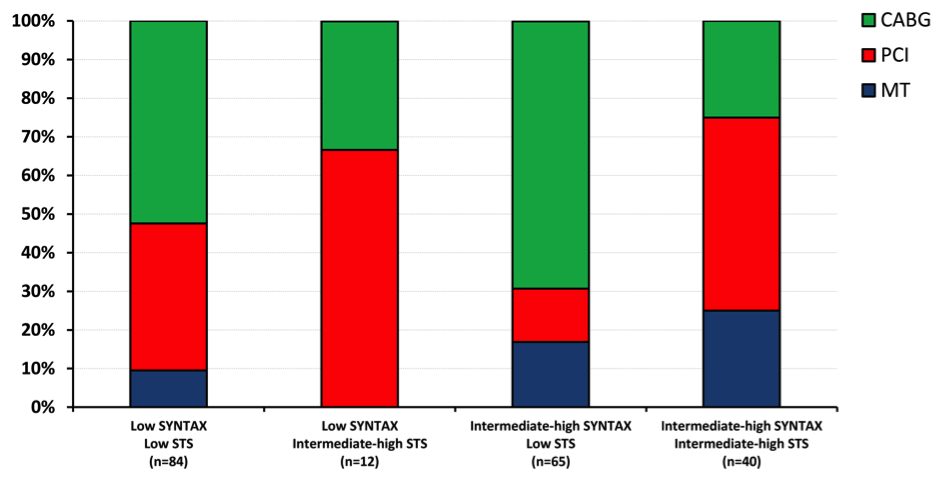 100%
90%
80%
70%
60%
50%
40%
30%
20%
10%
0%
CABG
PCI
MT
Low SYNTAX
Low STS
(n=84)
Low SYNTAX
Intermediate-high STS
(n=12)
Intermediate-high SYNTAX
Low STS
(n=65)
Intermediate-high SYNTAX
Intermediate-high STS
(n=40)